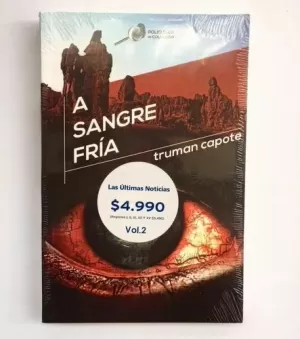 A
SANGRE
FRÍA
truman capote
Las Últimas Noticias
$4.990
Vol.2